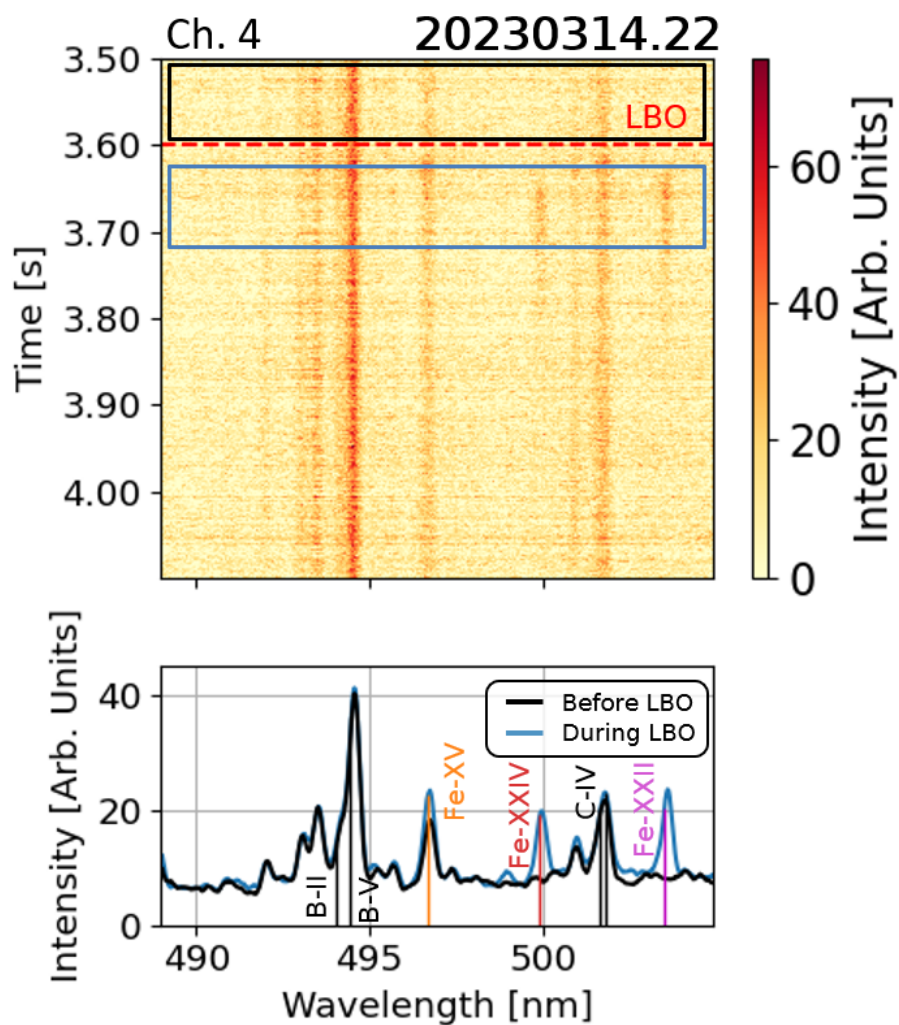 Ch. 4 20230314.22
3.50
3.60
3.70
3.80
3.90
4.00
Time [s]
LBO
60
40
20
0
Intensity [Arb. Units]
40
20
0
Intensity [Arb. Units]
Before LBO
During LBO
B-II
B-V
Fe-XV
Fe-XXIV
C-IV
Fe-XXII
490 495 500
Wavelength [nm]